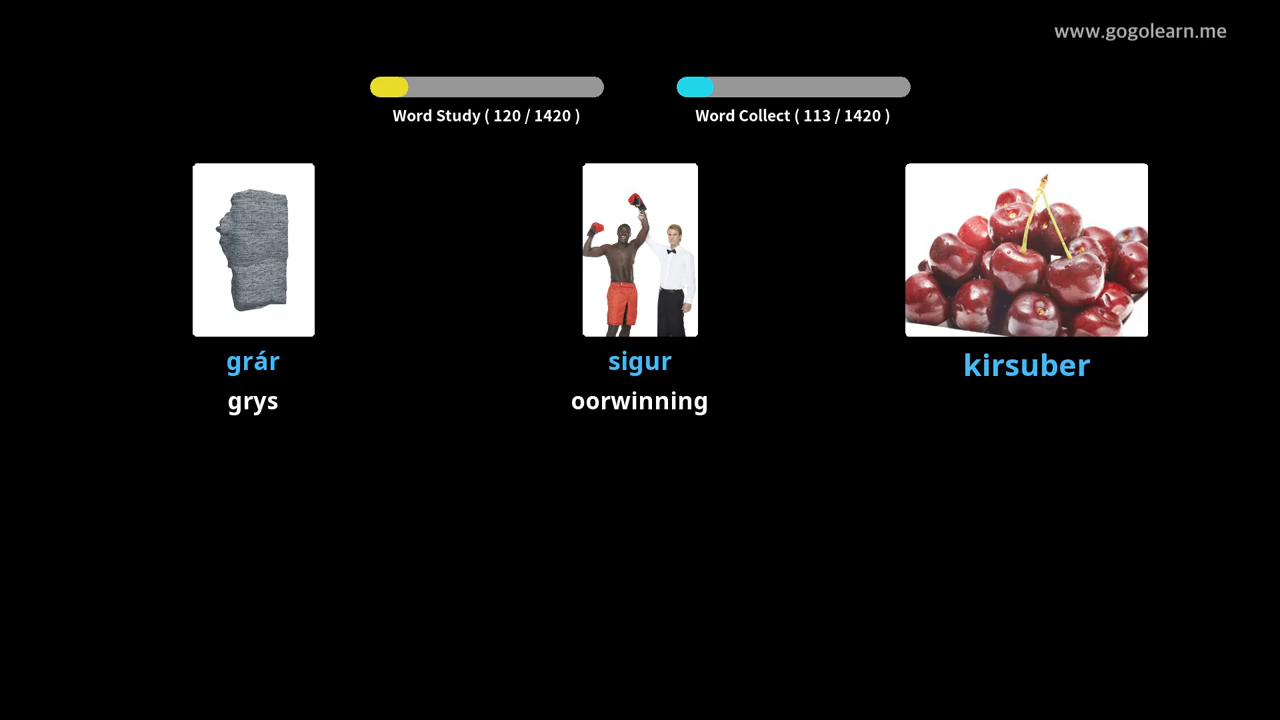 www.gogolearn.me
Word Study ( 120 / 1420 )
Word Collect ( 113 / 1420 )
grár
grys
sigur
oorwinning
kirsuber